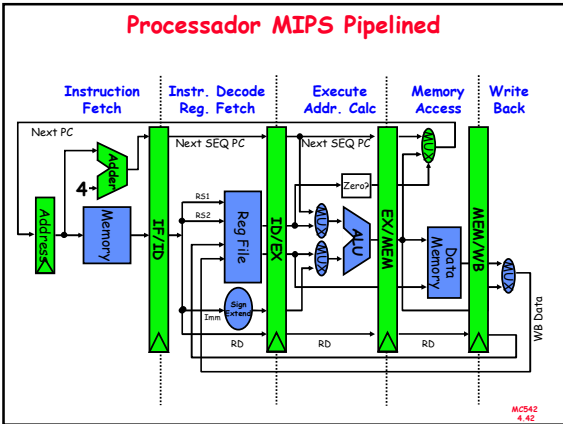 Processador MIPS Pipelined
Instruction
Fetch
Instr. Decode
Reg. Fetch
Execute
Addr. Calc
Memory
Access
Write
Back
Next PC
Next SEQ PC
Next SEQ PC
MUX
Adder
4
Zero?
RS1
RS2
Address
Memory
IF/ID
Reg File
ID/EX
MUX
MUX
ALU
EX/MEM
Data
Memory
MEM/WB
MUX
Sign
Extend
Imm
RD
RD
RD
WB Data
MC542
4.42